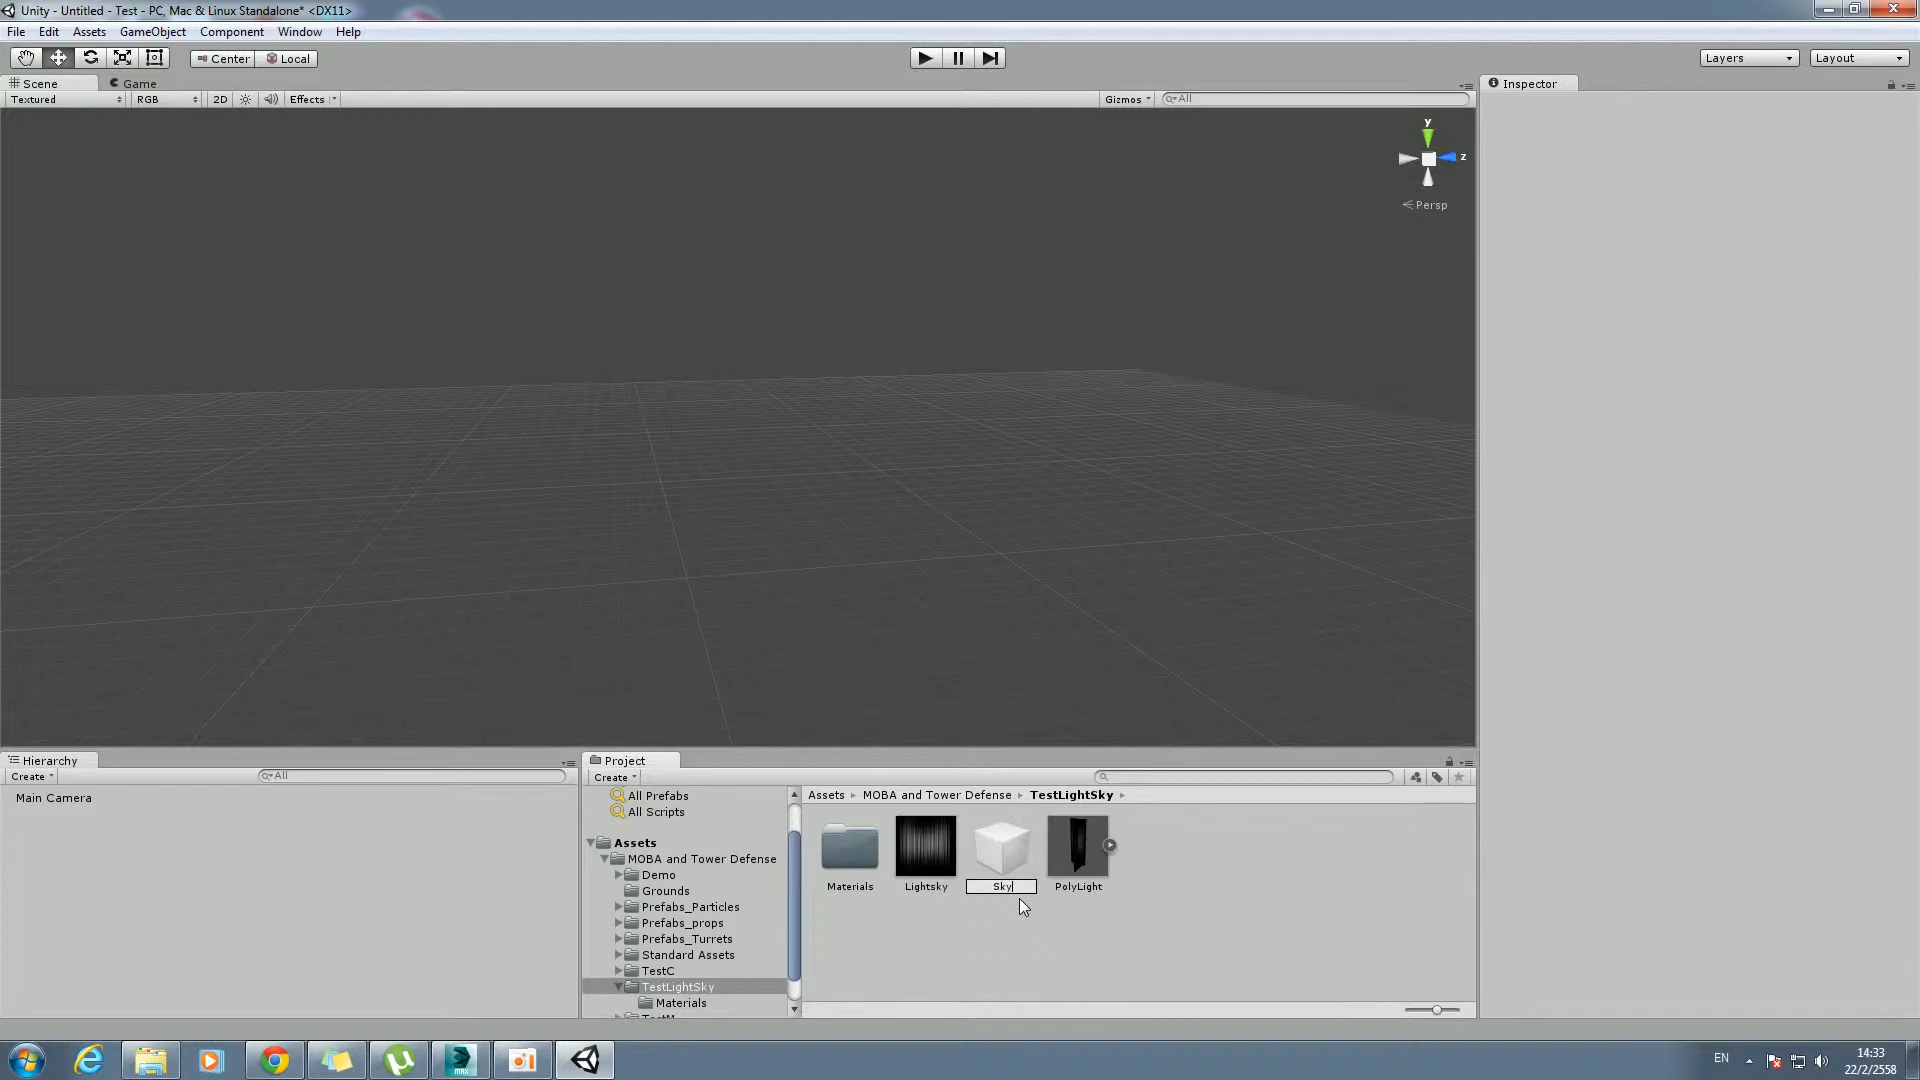 Unity - Untitled - Test - PC, Mac & Linux Standalone* <DX11>
File Edit Assets GameObject Component Window Help
Center Local
Layers Layout
Scene Game
Inspector
Textured RGB 2D Effects
Gizmos All
y
z
Persp
Hierarchy
Create All
Main Camera
Project
Create
All Prefabs
All Scripts
Assets
MOBA and Tower Defense
Demo
Grounds
Prefabs_Particles
Prefabs_props
Prefabs_Turrets
Standard Assets
TestC
TestLightSky
Materials
Assets MOBA and Tower Defense TestLightSky
Materials Lightsky Sky PolyLight
MAX
EN
14:33
22/2/2558